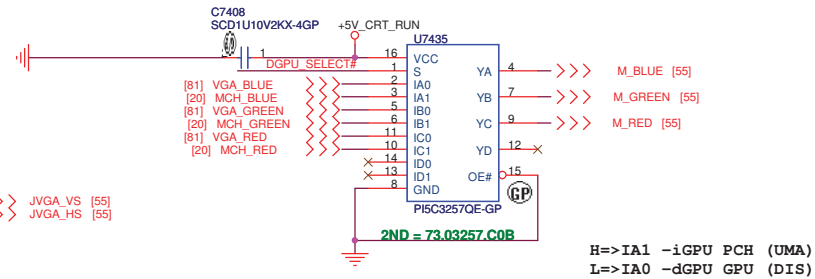 C7408
SCD1U10V2KX-4GP
+5V_CRT_RUN
U7435
1
16 VCC
DGPU_SELECT#
1 S
YA 4 M_BLUE [55]
[81] VGA_BLUE 2 IA0
[20] MCH_BLUE 3 IA1
YB 7 M_GREEN [55]
[81] VGA_GREEN 5 IB0
[20] MCH_GREEN 6 IB1
YC 9 M_RED [55]
[81] VGA_RED 11 IC0
[20] MCH_RED 10 IC1
YD 12
14 ID0
13 ID1
OE# 15
8 GND
GP
PI5C3257QE-GP
JVGA_VS [55]
JVGA_HS [55]
2ND = 73.03257.C0B
H=>IA1 -iGPU PCH (UMA)
L=>IA0 -dGPU GPU (DIS)